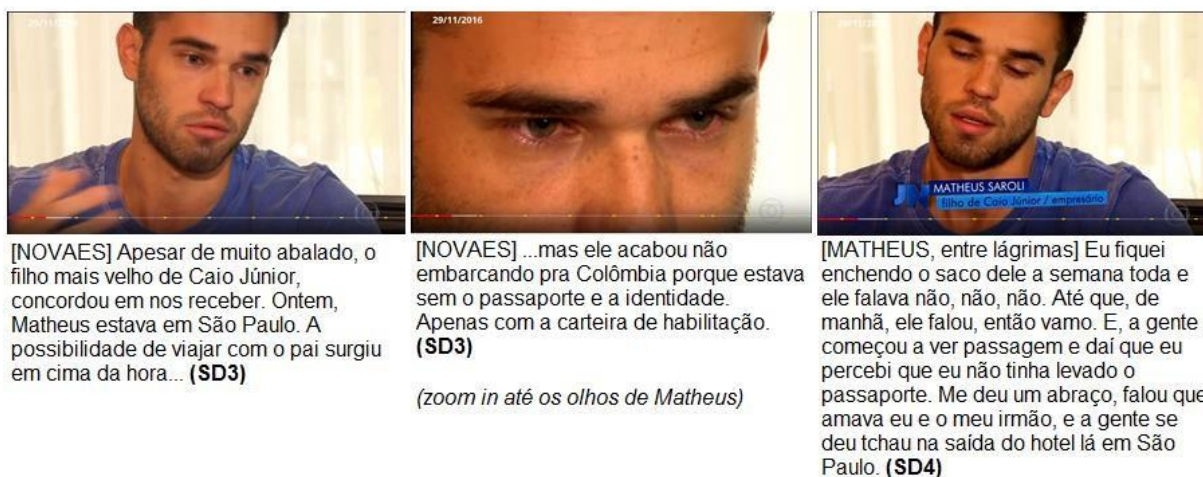 29/11/2016
[NOVAES] Apesar de muito abalado, o
filho mais velho de Caio Júnior,
concordou em nos receber. Ontem,
Matheus estava em São Paulo. A
possibilidade de viajar com o pai surgiu
em cima da hora... (SD3)
29/11/2016
[NOVAES] ...mas ele acabou não
embarcando pra Colômbia porque estava
sem o passaporte e a identidade.
Apenas com a carteira de habilitação.
(SD3)
(zoom in até os olhos de Matheus)
29/11/2016
JN
MATHEUS SAROLI
filho de Caio Júnior / empresário
[MATHEUS, entre lágrimas] Eu fiquei
enchendo o saco dele a semana toda e
ele falava não, não, não. Até que, de
manhã, ele falou, então vamo. E, a gente
começou a ver passagem e daí que eu
percebi que eu não tinha levado o
passaporte. Me deu um abraço, falou que
amava eu e o meu irmão, e a gente se
deu tchau na saída do hotel lá em São
Paulo. (SD4)